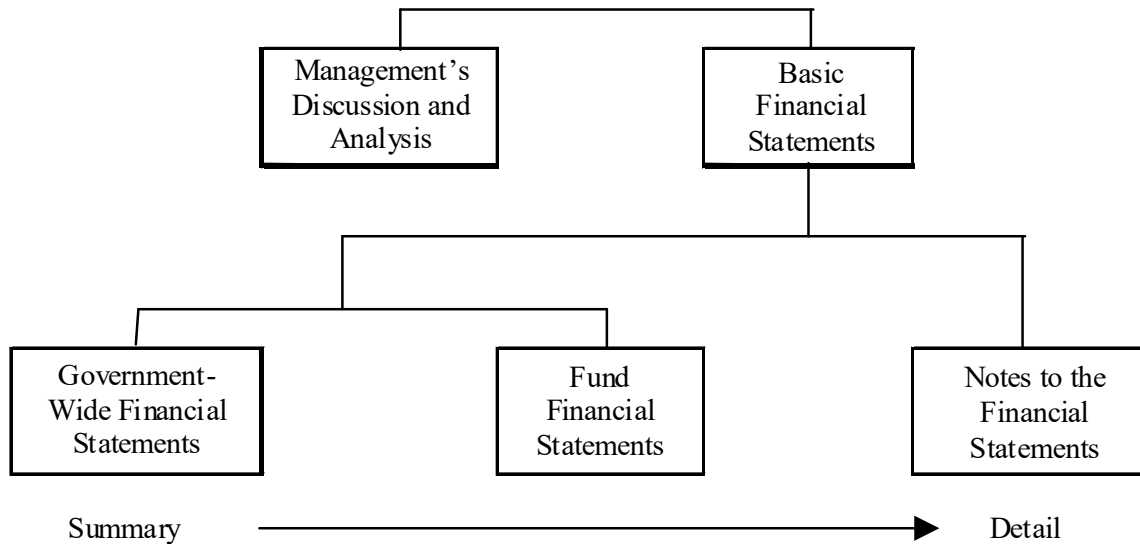 Management’s
Discussion and
Analysis
Basic
Financial
Statements
Government-
Wide Financial
Statements
Fund
Financial
Statements
Notes to the
Financial
Statements
Summary
Detail